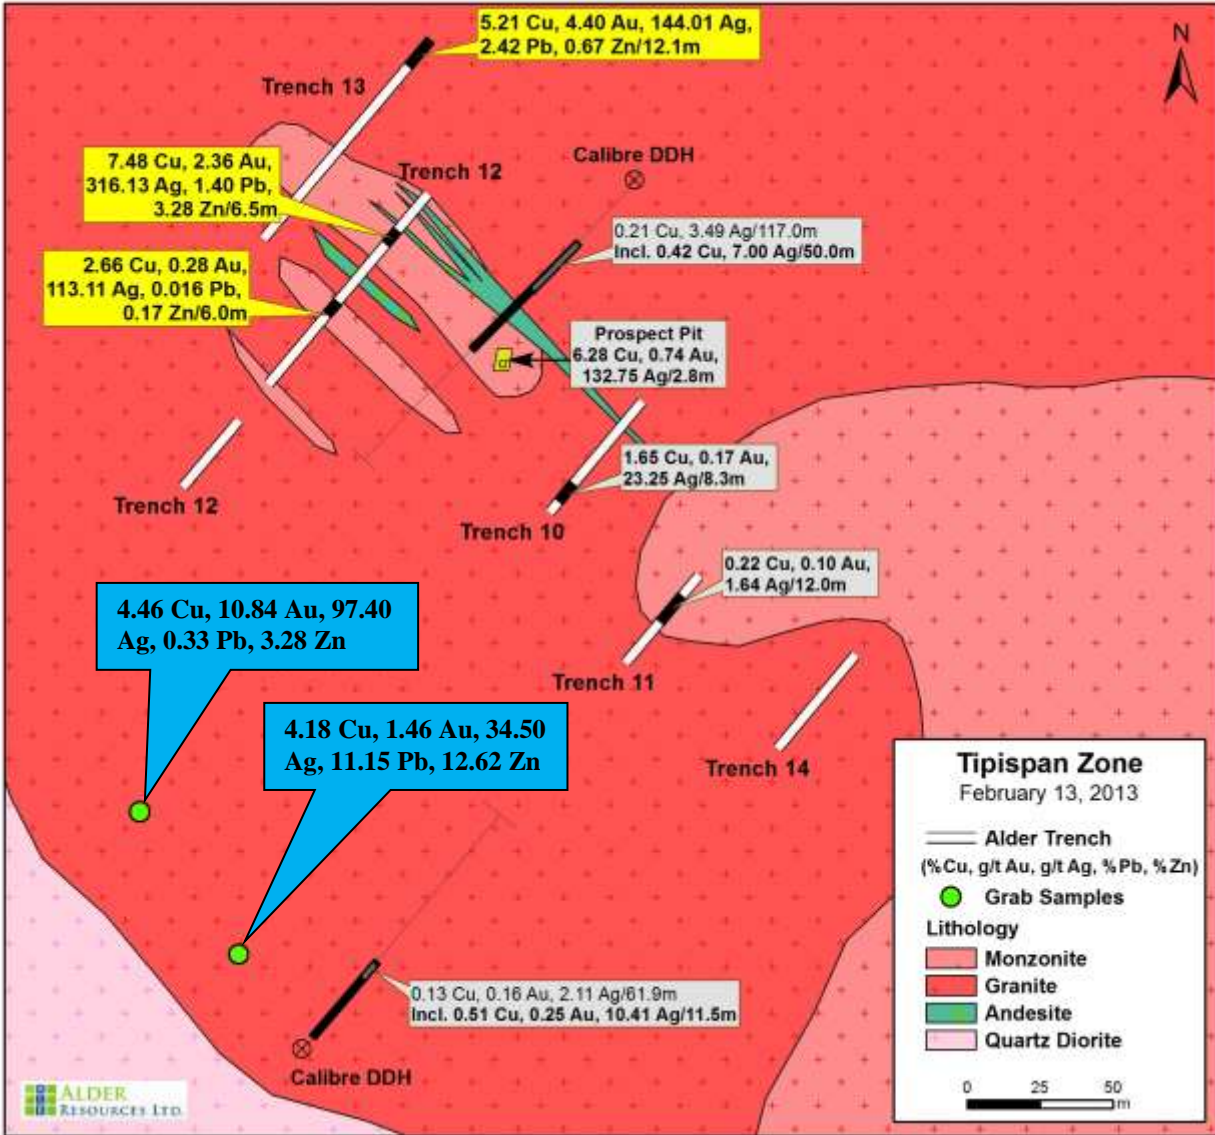 5.21 Cu, 4.40 Au, 144.01 Ag,
2.42 Pb, 0.67 Zn/12.1m
N
Trench 13
7.48 Cu, 2.36 Au,
316.13 Ag, 1.40 Pb,
3.28 Zn/6.5m
Trench 12
Calibre DDH
0.21 Cu, 3.49 Ag/117.0m
Incl. 0.42 Cu, 7.00 Ag/50.0m
2.66 Cu, 0.28 Au,
113.11 Ag, 0.016 Pb,
0.17 Zn/6.0m
Prospect Pit
6.28 Cu, 0.74 Au,
132.75 Ag/2.8m
1.65 Cu, 0.17 Au,
23.25 Ag/8.3m
Trench 12
Trench 10
0.22 Cu, 0.10 Au,
1.64 Ag/12.0m
4.46 Cu, 10.84 Au, 97.40
Ag, 0.33 Pb, 3.28 Zn
Trench 11
4.18 Cu, 1.46 Au, 34.50
Ag, 11.15 Pb, 12.62 Zn
Trench 14
0.13 Cu, 0.16 Au, 2.11 Ag/61.9m
Incl. 0.51 Cu, 0.25 Au, 10.41 Ag/11.5m
Calibre DDH
Tipispan Zone
February 13, 2013
Alder Trench
(%Cu, g/t Au, g/t Ag, %Pb, %Zn)
Grab Samples
Lithology
Monzonite
Granite
Andesite
Quartz Diorite
0 25 50
m
ALDER
RESOURCES LTD.